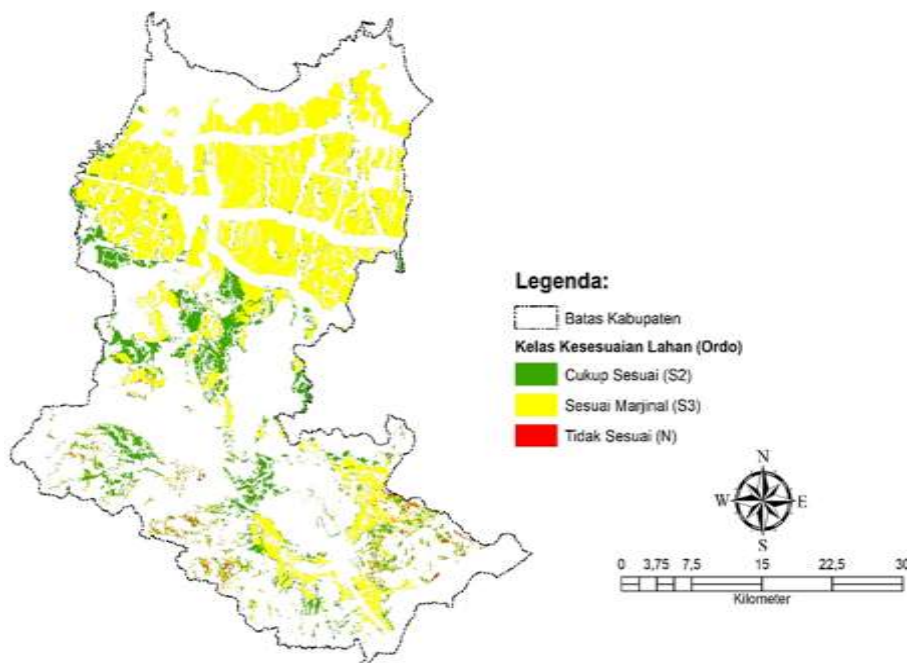 Legenda:
Batas Kabupaten
Kelas Kesesuaian Lahan (Ordo)
Cukup Sesuai (S2)
Sesuai Marjinal (S3)
Tidak Sesuai (N)
N
W E
S
0 3,75 7,5 15 22,5 30
Kilometer